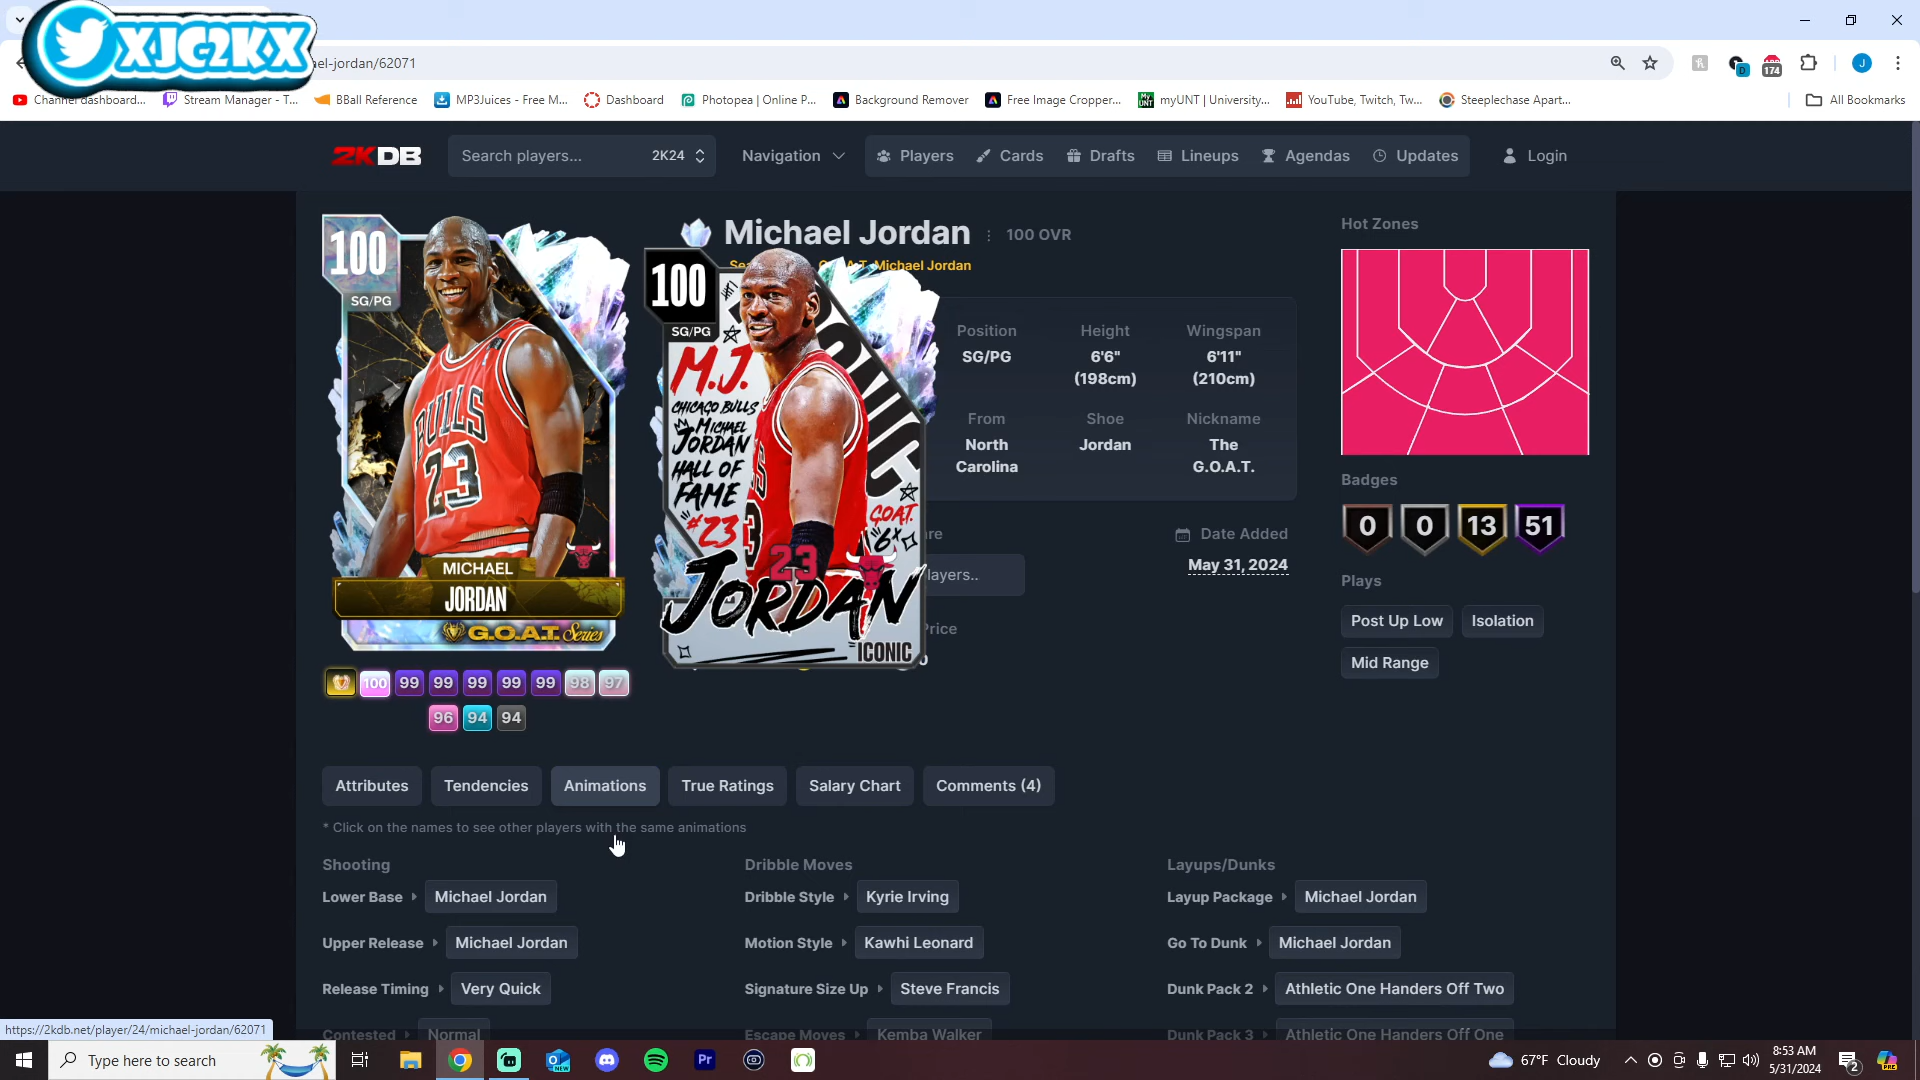 XJC2KX
ael-jordan/62071
174
Channel dashboard...
Stream Manager - T...
BBall Reference
MP3Juices - Free M...
Dashboard
Photopea | Online P...
Background Remover
Free Image Cropper...
myUNT | University...
YouTube, Twitch, Tw...
Steeplechase Apart...
All Bookmarks
2KDB
Search players...
2K24
Navigation
Players
Cards
Drafts
Lineups
Agendas
Updates
Login
100
SG/PG
BULLS
23
MICHAEL
JORDAN
G.O.A.T. Series
100
99
99
99
99
99
98
97
96
94
94
Michael Jordan
100 OVR
G.O.A.T. Michael Jordan
100
SG/PG
M.J.
CHICAGO BULLS
MICHAEL
JORDAN
HALL OF
FAME
#23
GOAT.
6x
23
JORDAN
ICONIC
Position
SG/PG
Height
6'6"
(198cm)
Wingspan
6'11"
(210cm)
From
North
Carolina
Shoe
Jordan
Nickname
The
G.O.A.T.
layers..
Price
Date Added
May 31, 2024
Hot Zones
Badges
0
0
13
51
Plays
Post Up Low
Isolation
Mid Range
Attributes
Tendencies
Animations
True Ratings
Salary Chart
Comments (4)
* Click on the names to see other players with the same animations
Shooting
Lower Base
Michael Jordan
Upper Release
Michael Jordan
Release Timing
Very Quick
Contested
Normal
Dribble Moves
Dribble Style
Kyrie Irving
Motion Style
Kawhi Leonard
Signature Size Up
Steve Francis
Escape Moves
Kemba Walker
Layups/Dunks
Layup Package
Michael Jordan
Go To Dunk
Michael Jordan
Dunk Pack 2
Athletic One Handers Off Two
Dunk Pack 3
Athletic One Handers Off One
https://2kdb.net/player/24/michael-jordan/62071
Type here to search
67°F Cloudy
8:53 AM
5/31/2024
2